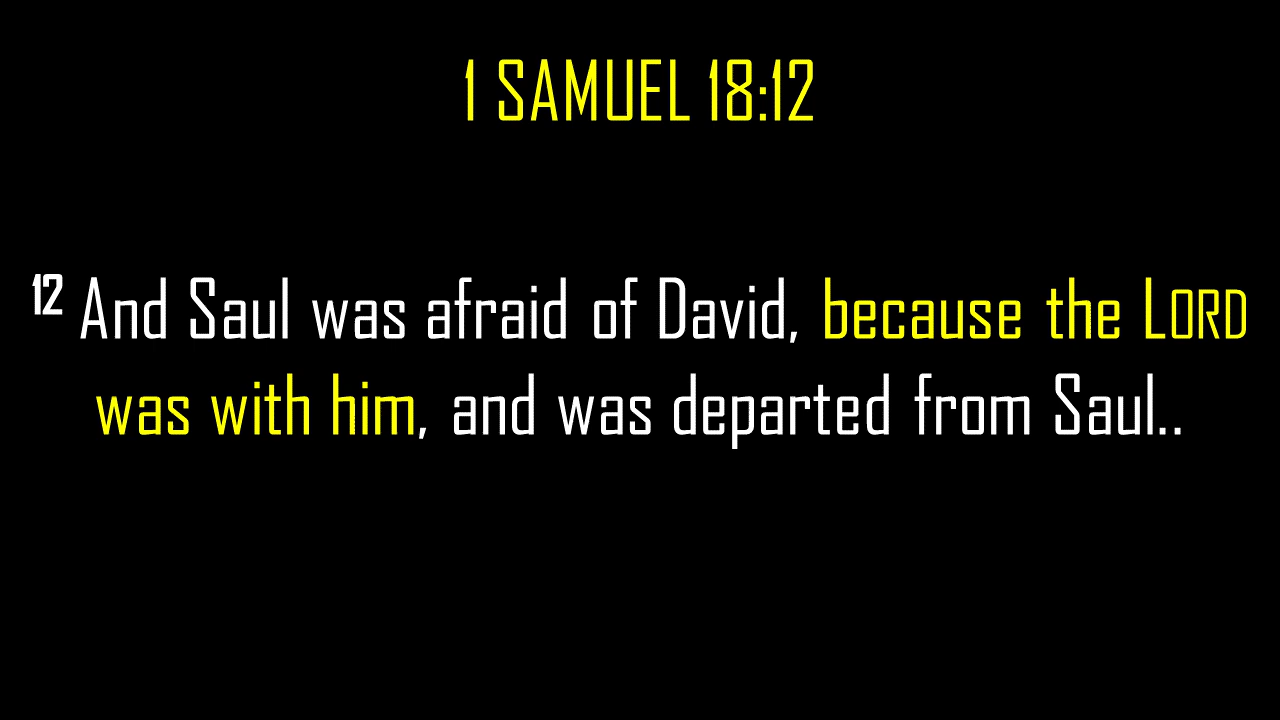 1 SAMUEL 18:12
12 And Saul was afraid of David, because the LORD
was with him, and was departed from Saul..